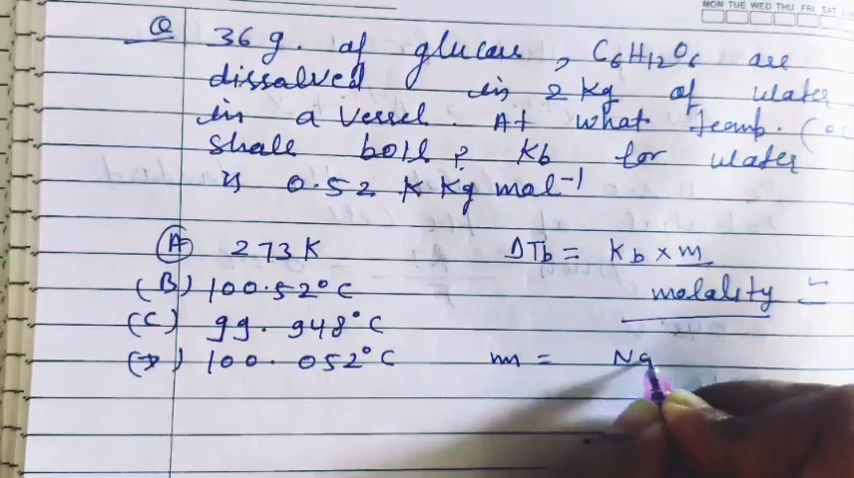 MON TUE WED THU FRI SAT
Q 36 g. of glucose, C6H12O6 are
dissolved in 2 kg of water
in a vessel. At what temp. (
shall boil? Kb for water
is 0.52 K Kg mol⁻¹
(A) 273 K ΔTb = Kb × m
(B) 100.52°C molality
(C) 99.948°C
(D) 100.052°C m = No